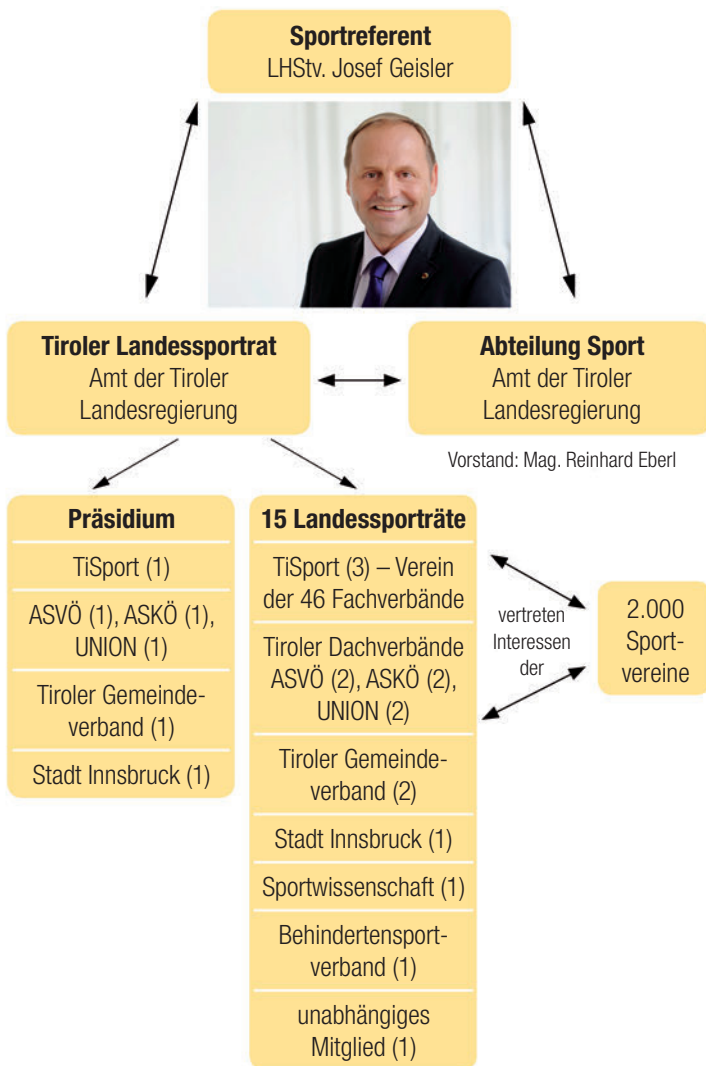 Sportreferent
LHStv. Josef Geisler
Tiroler Landessportrat
Amt der Tiroler
Landesregierung
Abteilung Sport
Amt der Tiroler
Landesregierung
Vorstand: Mag. Reinhard Eberl
Präsidium
TiSport (1)
ASVÖ (1), ASKÖ (1),
UNION (1)
Tiroler Gemeinde-
verband (1)
Stadt Innsbruck (1)
15 Landessporträte
TiSport (3) – Verein
der 46 Fachverbände
Tiroler Dachverbände
ASVÖ (2), ASKÖ (2),
UNION (2)
Tiroler Gemeinde-
verband (2)
Stadt Innsbruck (1)
Sportwissenschaft (1)
Behindertensport-
verband (1)
unabhängiges
Mitglied (1)
vertreten
Interessen
der
2.000
Sport-
vereine